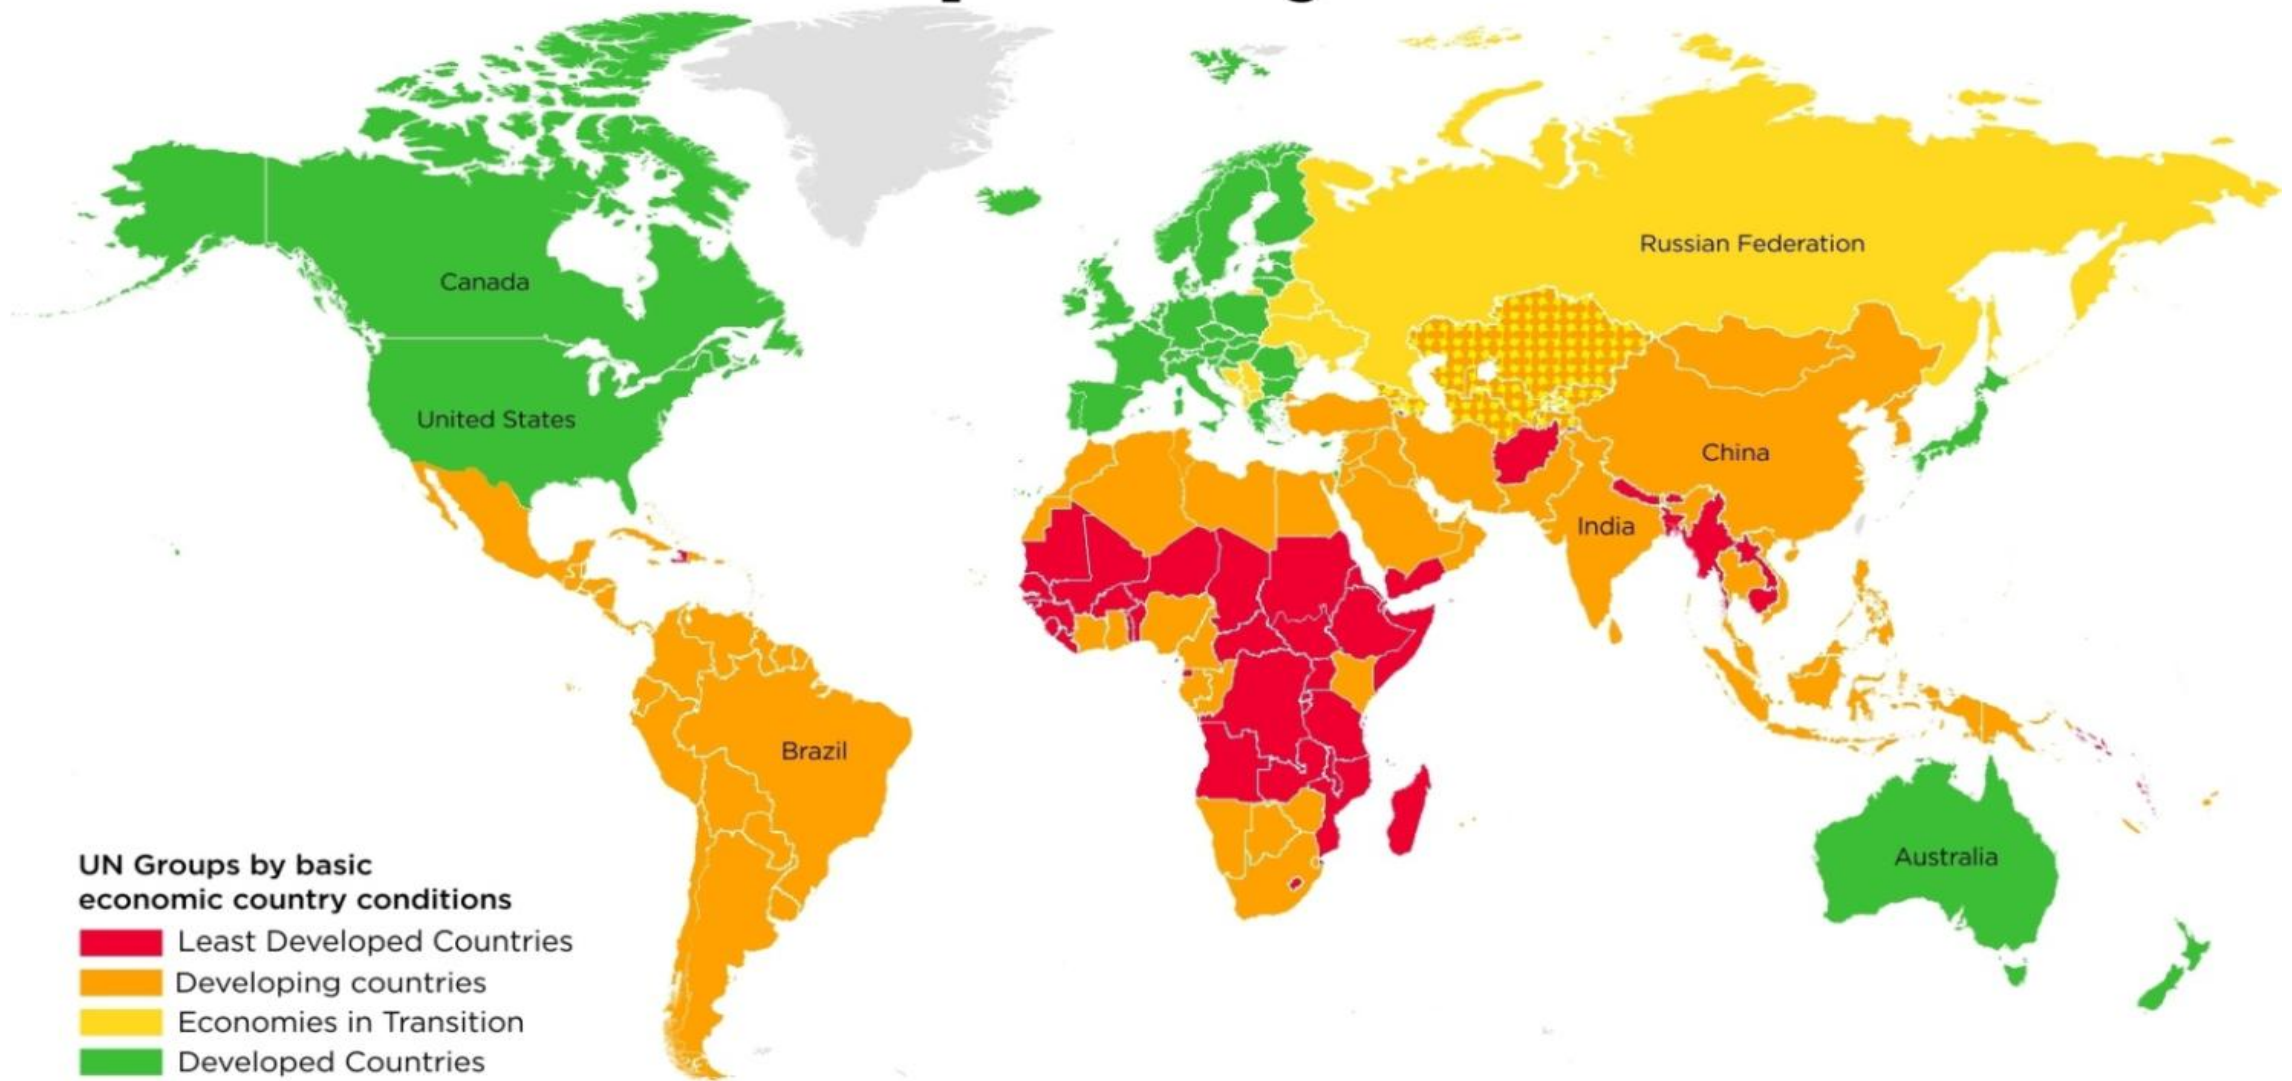 Canada
Russian Federation
United States
China
India
Brazil
Australia
UN Groups by basic
economic country conditions
Least Developed Countries
Developing countries
Economies in Transition
Developed Countries